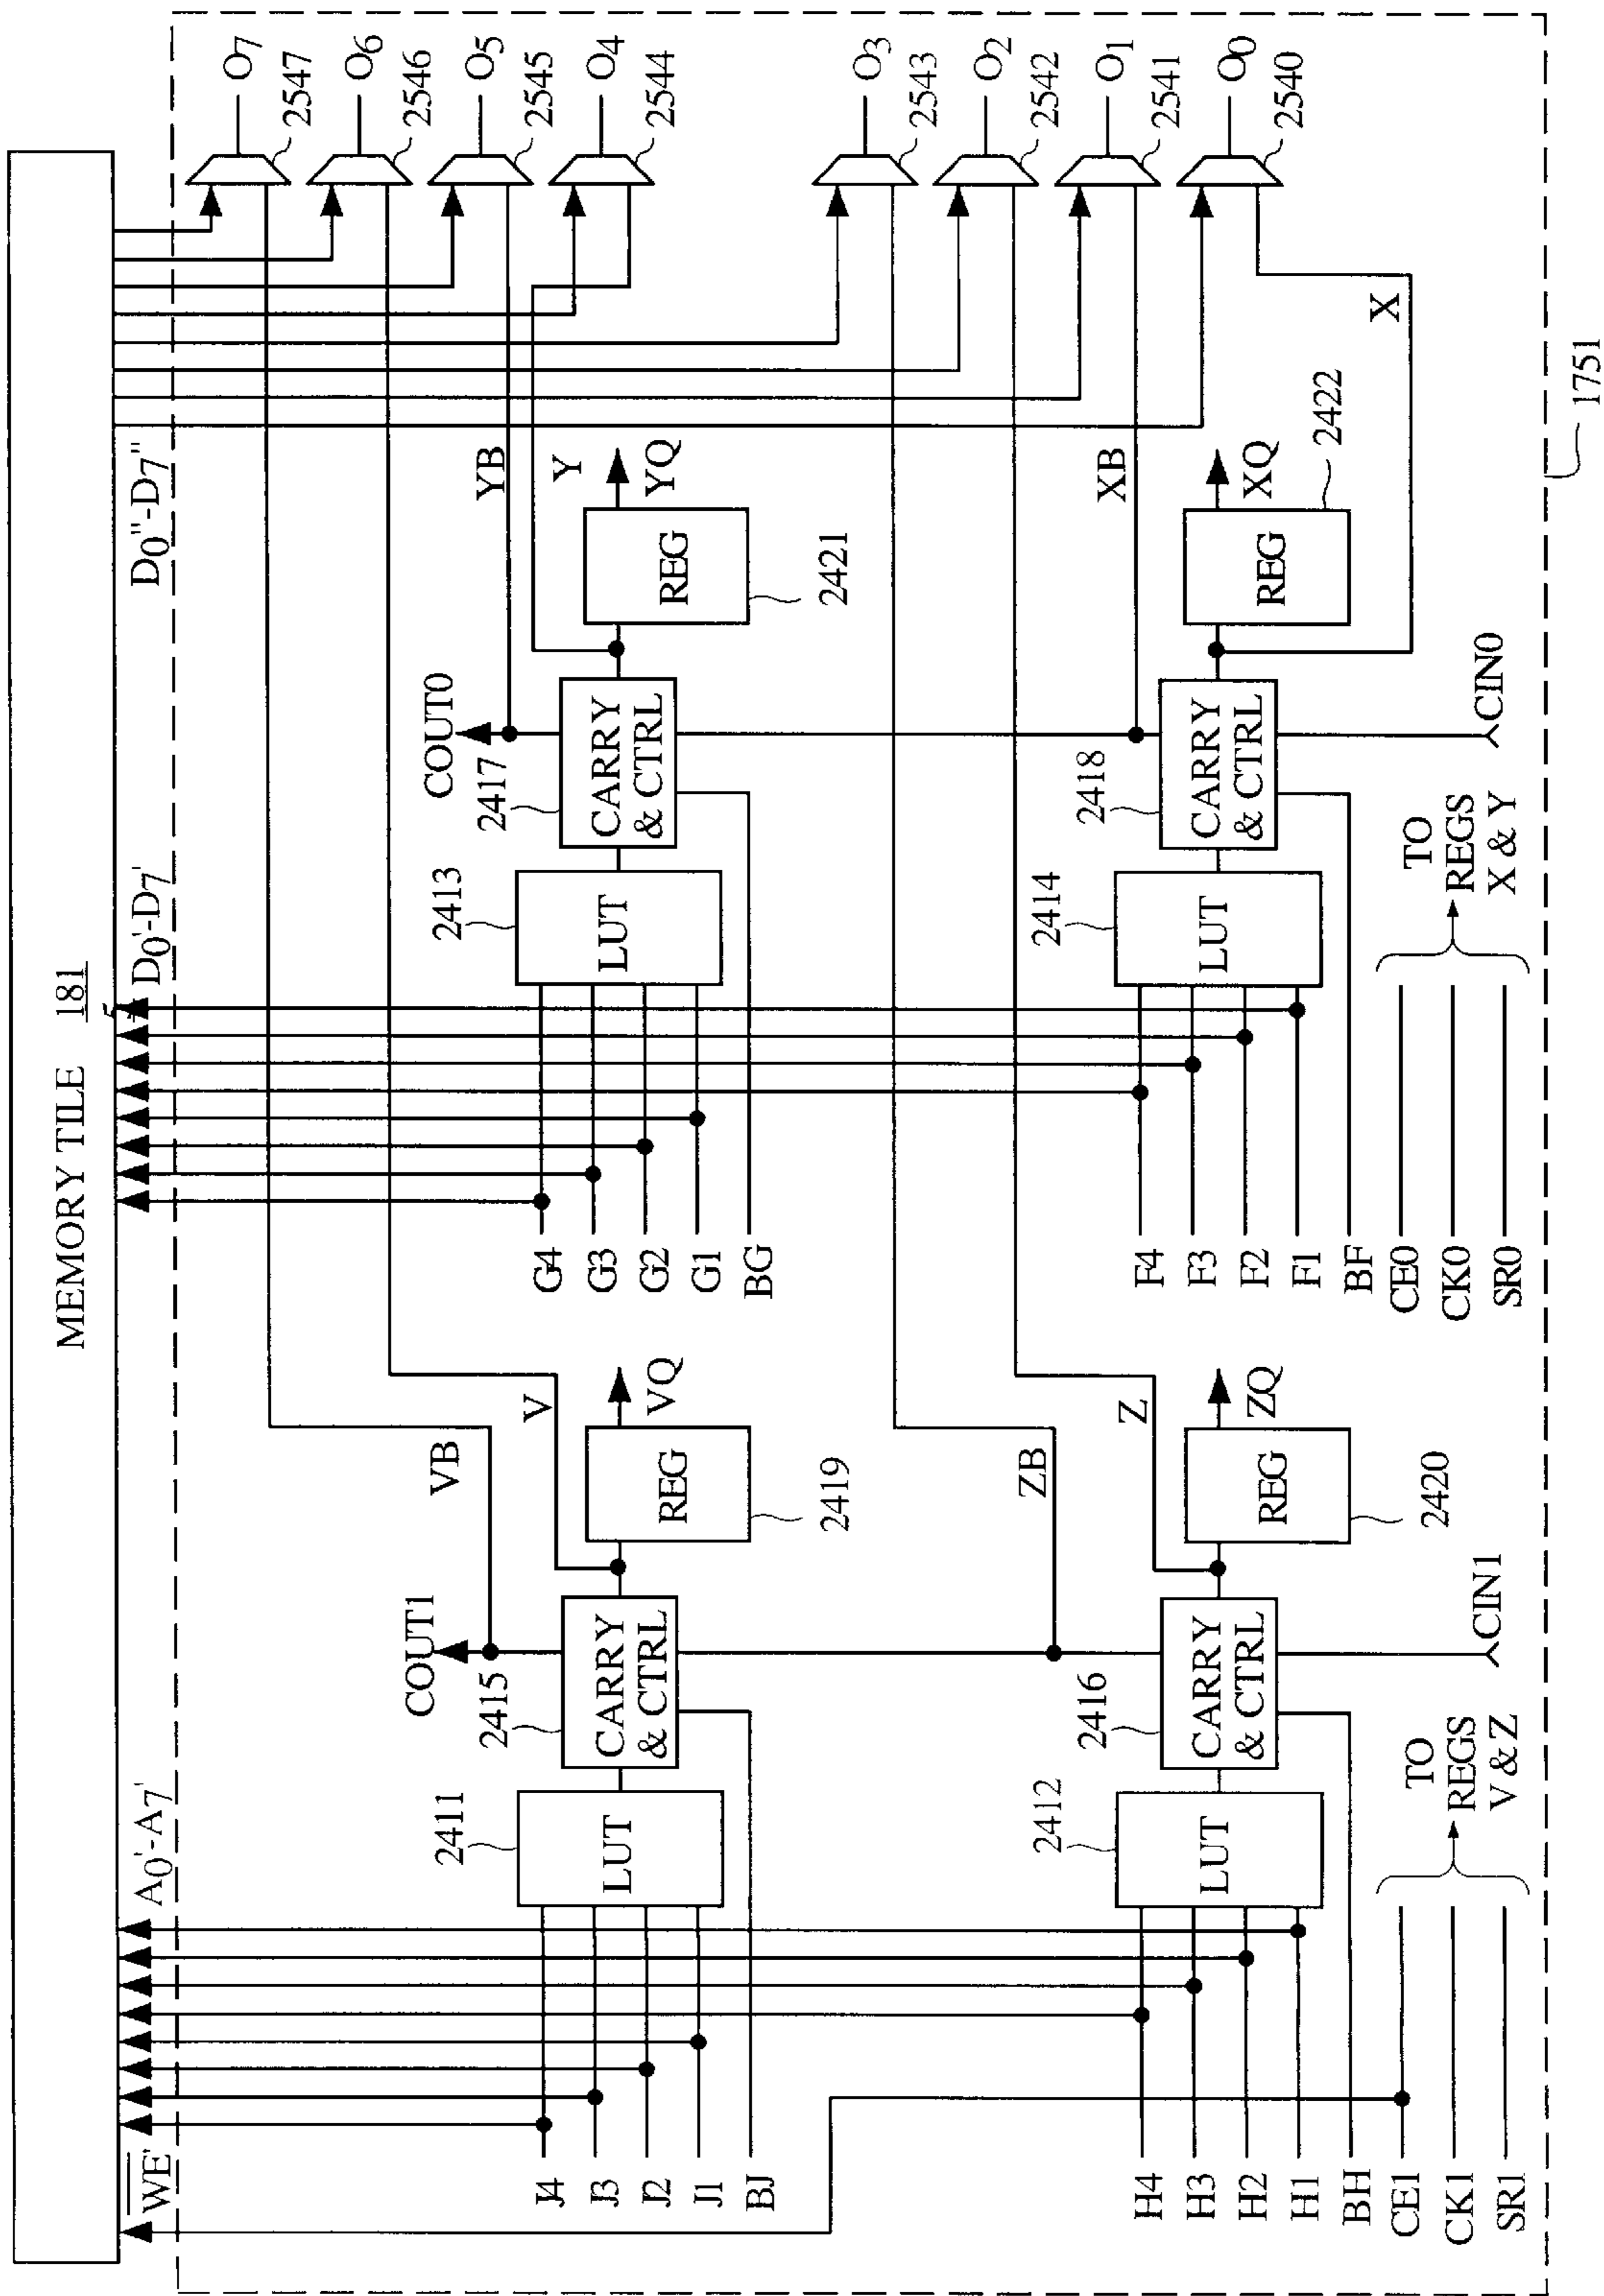 MEMORY TILE 181
WE'
A0'-A7'
D0'-D7'
D0"-D7"
J4
J3
J2
J1
BJ
2411
LUT
2415
CARRY
& CTRL
COUT1
VB
V
REG
VQ
2419
G4
G3
G2
G1
BG
2413
LUT
2417
CARRY
& CTRL
COUT0
YB
Y
REG
YQ
2421
O7
2547
O6
2546
O5
2545
O4
2544
H4
H3
H2
H1
BH
CE1
CK1
SR1
2412
LUT
2416
CARRY
& CTRL
CIN1
TO
REGS
V & Z
ZB
Z
REG
ZQ
2420
F4
F3
F2
F1
BF
CE0
CK0
SR0
2414
LUT
2418
CARRY
& CTRL
CIN0
TO
REGS
X & Y
XB
X
REG
XQ
2422
O3
2543
O2
2542
O1
2541
O0
2540
1751